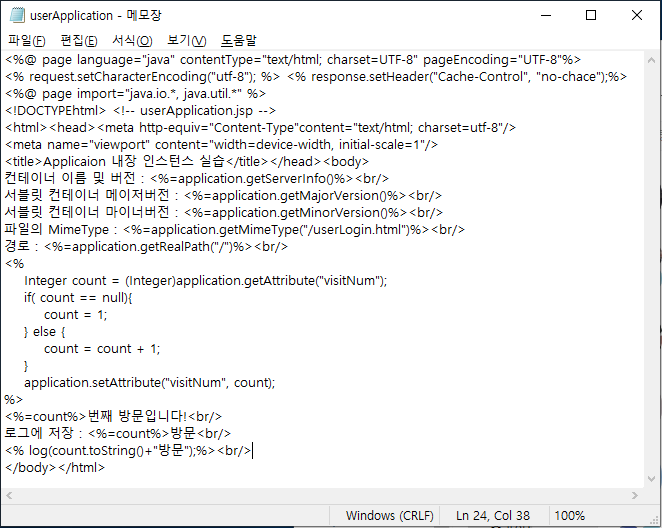 userApplication - 메모장
파일(F) 편집(E) 서식(O) 보기(V) 도움말
<%@ page language="java" contentType="text/html; charset=UTF-8" pageEncoding="UTF-8"%>
<% request.setCharacterEncoding("utf-8"); %> <% response.setHeader("Cache-Control", "no-chace");%>
<%@ page import="java.io.*, java.util.*" %>
<!DOCTYPEhtml> <!-- userApplication.jsp -->
<html><head><meta http-equiv="Content-Type"content="text/html; charset=utf-8"/>
<meta name="viewport" content="width=device-width, initial-scale=1"/>
<title>Applicaion 내장 인스턴스 실습</title></head><body>
컨테이너 이름 및 버전 : <%=application.getServerInfo()%><br/>
서블릿 컨테이너 메이저버전 : <%=application.getMajorVersion()%><br/>
서블릿 컨테이너 마이너버전 : <%=application.getMinorVersion()%><br/>
파일의 MimeType : <%=application.getMimeType("/userLogin.html")%><br/>
경로 : <%=application.getRealPath("/")%><br/>
<%
Integer count = (Integer)application.getAttribute("visitNum");
if( count == null){
count = 1;
} else {
count = count + 1;
}
application.setAttribute("visitNum", count);
%>
<%=count%>번째 방문입니다!<br/>
로그에 저장 : <%=count%>방문<br/>
<% log(count.toString()+"방문");%><br/>
</body></html>
Windows (CRLF) Ln 24, Col 38 100%